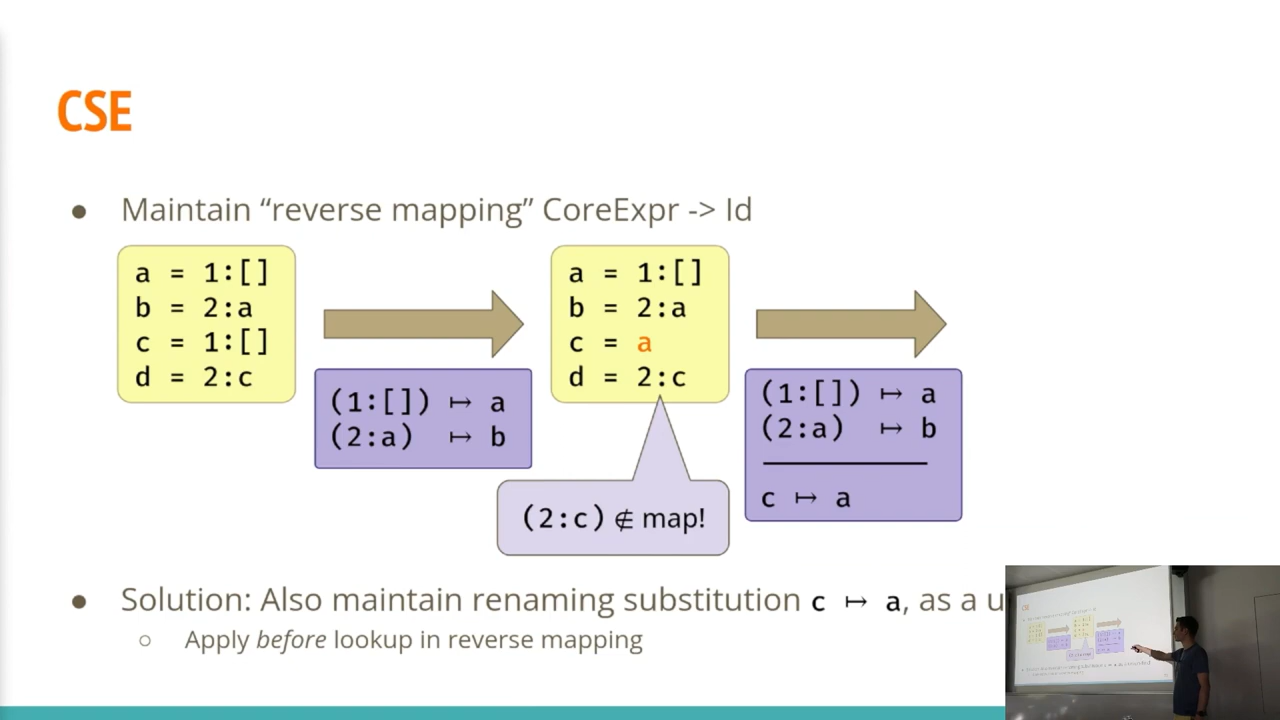 CSE
● Maintain “reverse mapping” CoreExpr -> Id
a = 1:[]
b = 2:a
c = 1:[]
d = 2:c
(1:[]) ↦ a
(2:a) ↦ b
a = 1:[]
b = 2:a
c = a
d = 2:c
(2:c) ∉ map!
(1:[]) ↦ a
(2:a) ↦ b
c ↦ a
● Solution: Also maintain renaming substitution c ↦ a, as a u
○ Apply before lookup in reverse mapping